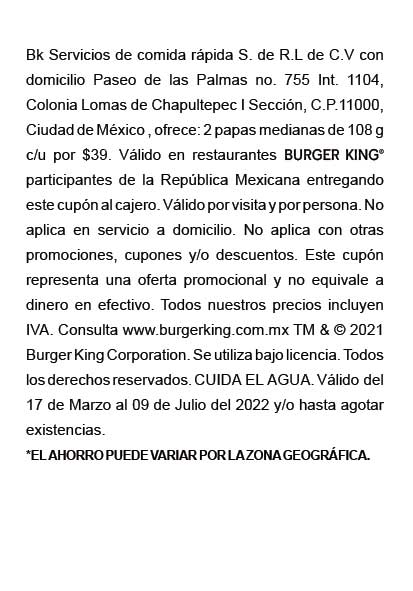 Bk Servicios de comida rápida S. de R.L de C.V con
domicilio Paseo de las Palmas no. 755 Int. 1104,
Colonia Lomas de Chapultepec I Sección, C.P.11000,
Ciudad de México , ofrece: 2 papas medianas de 108 g
c/u por $39. Válido en restaurantes BURGER KING®
participantes de la República Mexicana entregando
este cupón al cajero. Válido por visita y por persona. No
aplica en servicio a domicilio. No aplica con otras
promociones, cupones y/o descuentos. Este cupón
representa una oferta promocional y no equivale a
dinero en efectivo. Todos nuestros precios incluyen
IVA. Consulta www.burgerking.com.mx TM & © 2021
Burger King Corporation. Se utiliza bajo licencia. Todos
los derechos reservados. CUIDA EL AGUA. Válido del
17 de Marzo al 09 de Julio del 2022 y/o hasta agotar
existencias.
*EL AHORRO PUEDE VARIAR POR LA ZONA GEOGRÁFICA.